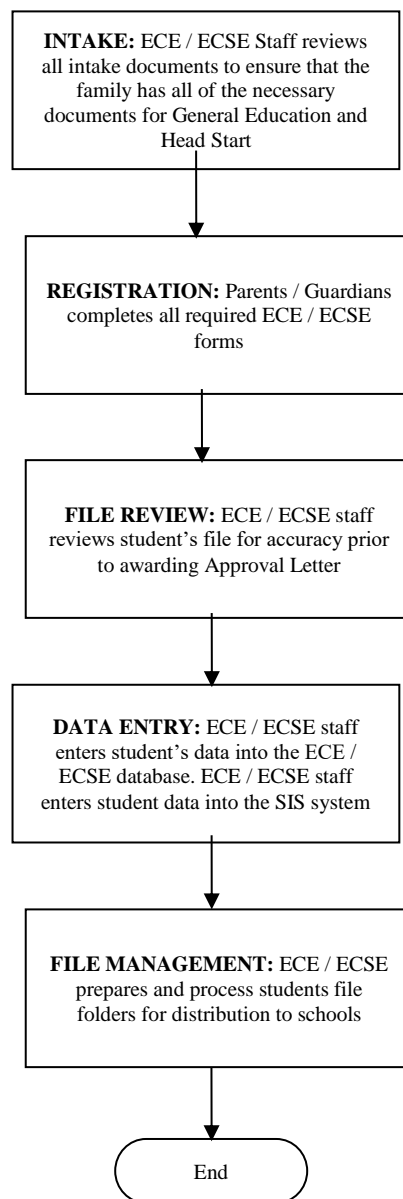 INTAKE: ECE / ECSE Staff reviews
all intake documents to ensure that the
family has all of the necessary
documents for General Education and
Head Start
REGISTRATION: Parents / Guardians
completes all required ECE / ECSE
forms
FILE REVIEW: ECE / ECSE staff
reviews student's file for accuracy prior
to awarding Approval Letter
DATA ENTRY: ECE / ECSE staff
enters student's data into the ECE /
ECSE database. ECE / ECSE staff
enters student data into the SIS system
FILE MANAGEMENT: ECE / ECSE
prepares and process students file
folders for distribution to schools
End